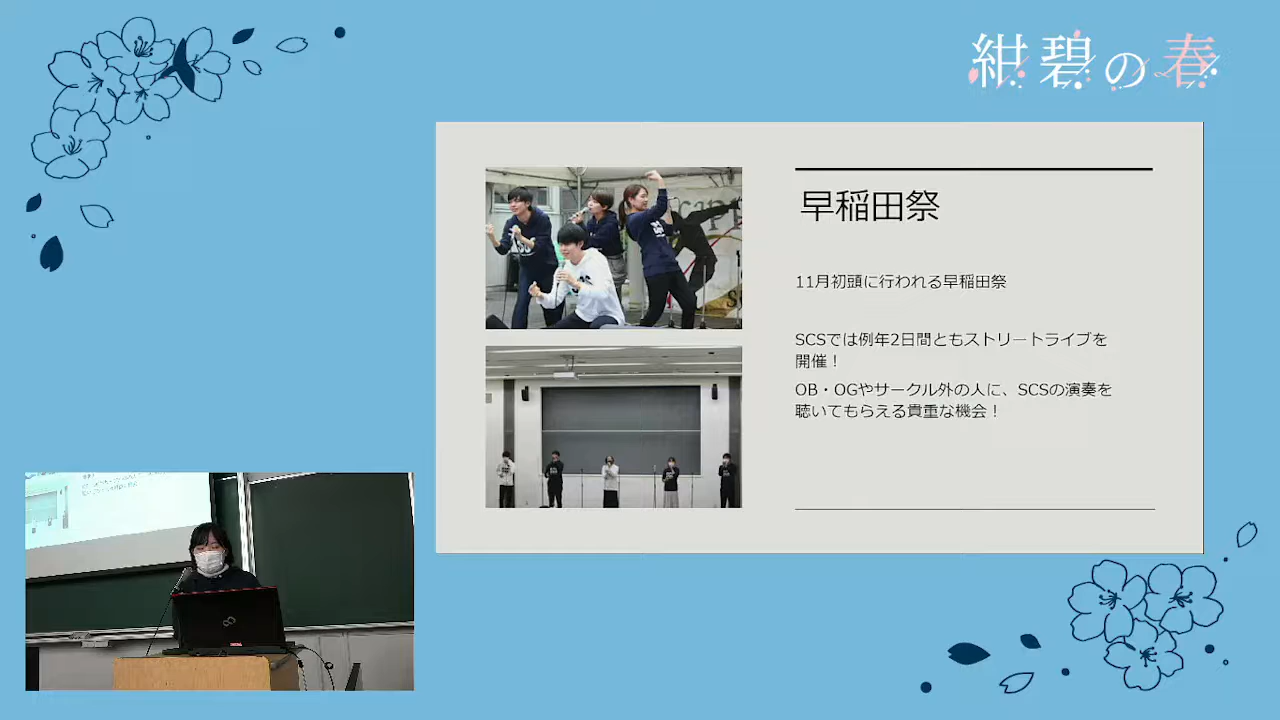 紺碧の春
早稲田祭
11月初頭に行われる早稲田祭
SCSでは例年2日間ともストリートライブを
開催！
OB・OGやサークル外の人に、SCSの演奏を
聴いてもらえる貴重な機会！